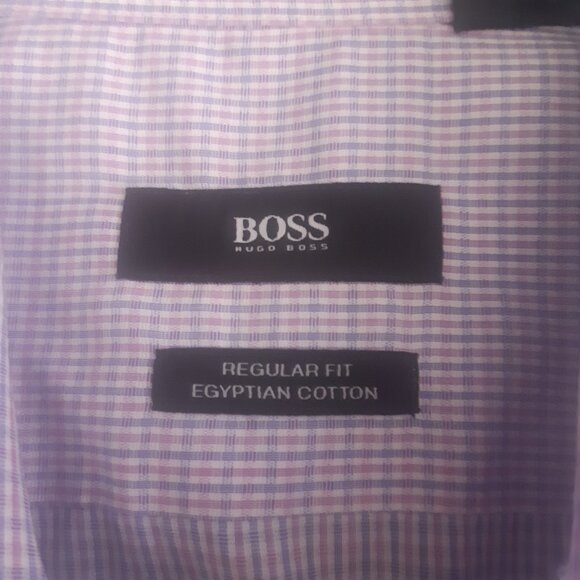 BOSS
HUGO BOSS
REGULAR FIT
EGYPTIAN COTTON